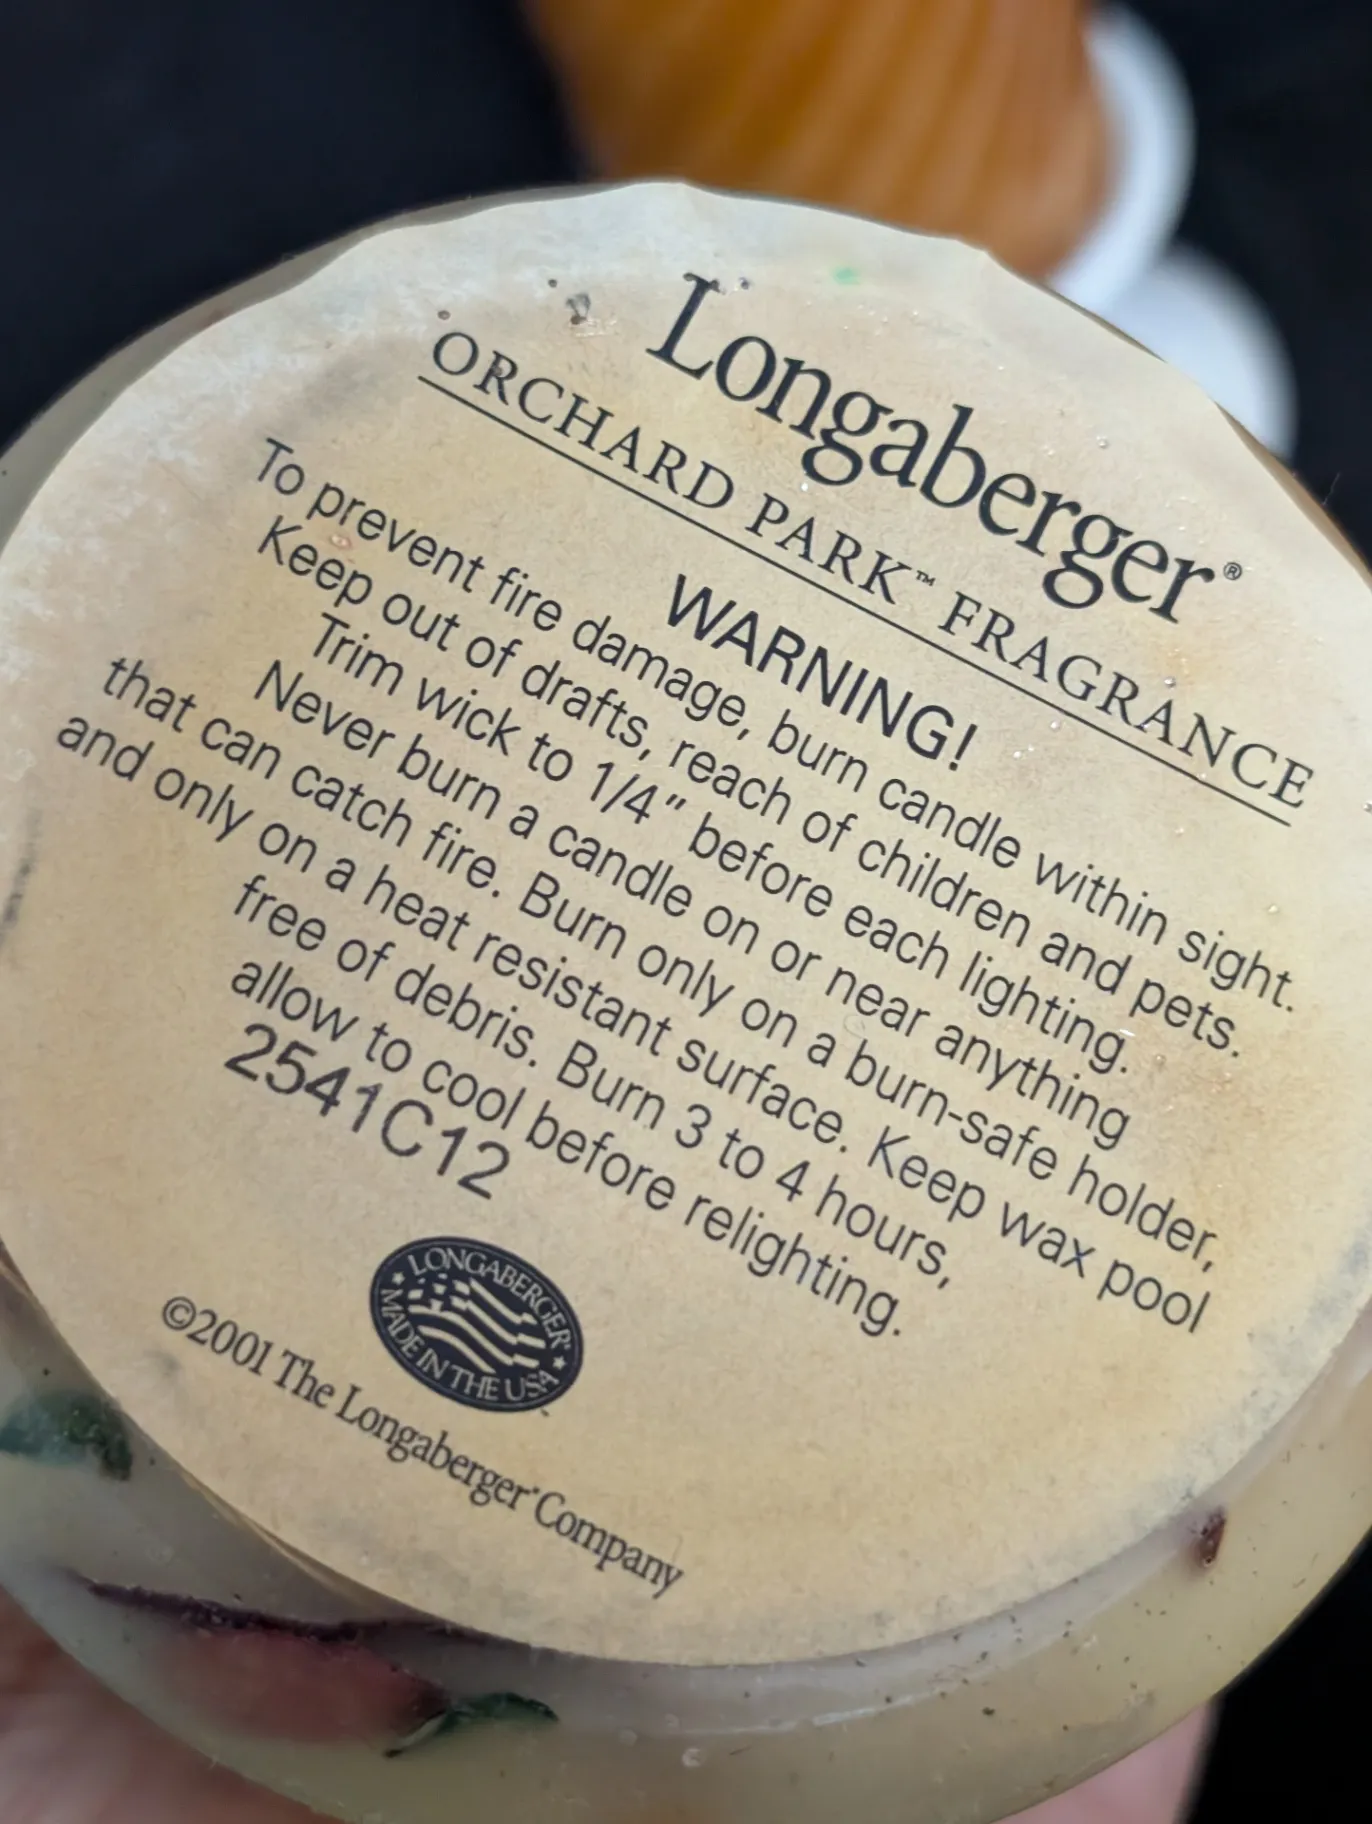 Longaberger®
ORCHARD PARK™ FRAGRANCE
WARNING!
To prevent fire damage, burn candle within sight.
Keep out of drafts, reach of children and pets.
Trim wick to 1/4" before each lighting.
Never burn a candle on or near anything
that can catch fire. Burn only on a burn-safe holder,
and only on a heat resistant surface. Keep wax pool
free of debris. Burn 3 to 4 hours,
allow to cool before relighting.
2541C12
LONGABERGER®
MADE IN THE USA™
©2001 The Longaberger® Company